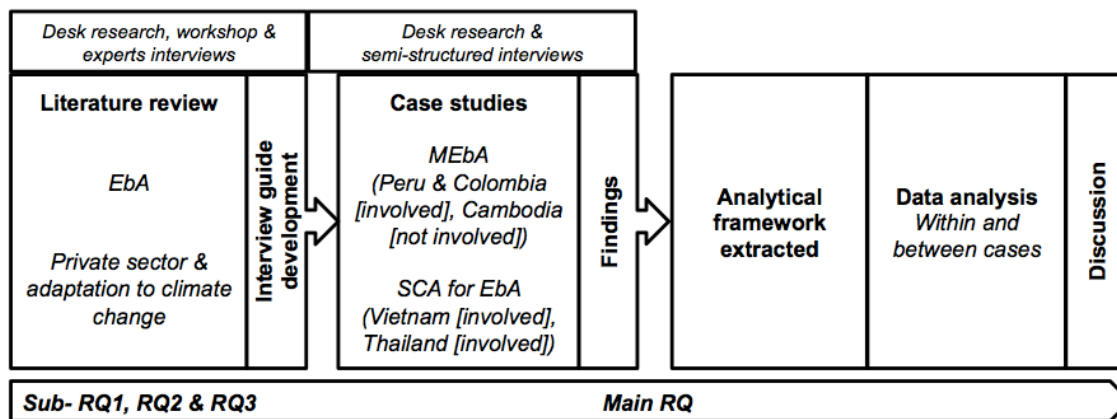 Desk research, workshop &
experts interviews
Desk research &
semi-structured interviews
Literature review
EbA
Private sector &
adaptation to climate
change
Interview guide
development
Case studies
MEbA
(Peru & Colombia
[involved], Cambodia
[not involved])
SCA for EbA
(Vietnam [involved],
Thailand [involved])
Findings
Analytical
framework
extracted
Data analysis
Within and
between cases
Discussion
Sub- RQ1, RQ2 & RQ3
Main RQ